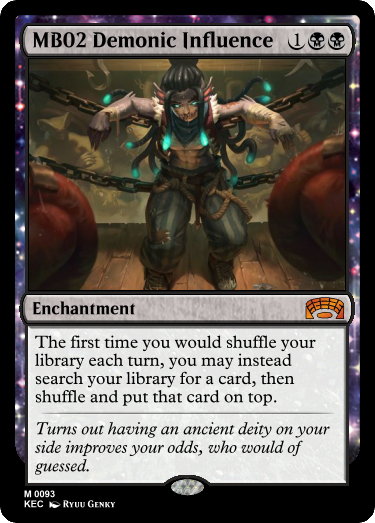 MB02 Demonic Influence 1
Enchantment
The first time you would shuffle your
library each turn, you may instead
search your library for a card, then
shuffle and put that card on top.
Turns out having an ancient deity on your
side improves your odds, who would of
guessed.
M 0093
KEC Ryuu Genky